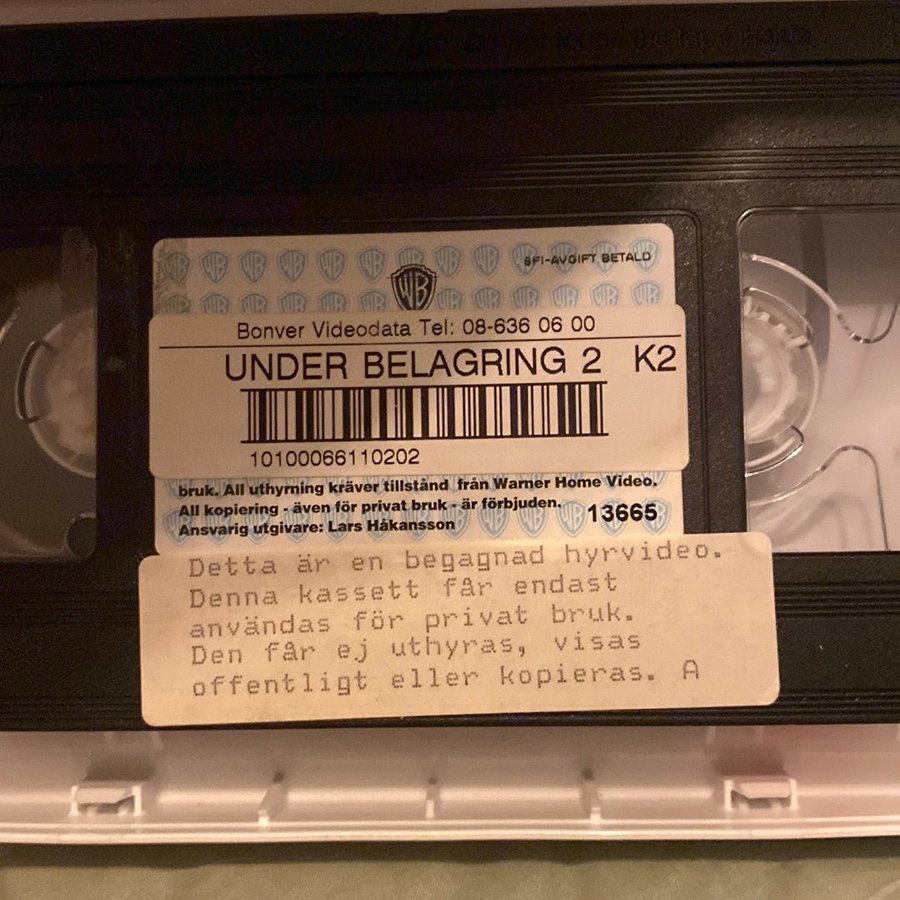 SFI-AVGIFT BETALD
WB
Bonver Videodata Tel: 08-636 06 00
UNDER BELAGRING 2 K2
10100066110202
bruk. All uthyrning kräver tillstånd från Warner Home Video.
All kopiering - även för privat bruk - är förbjuden.
Ansvarig utgivare: Lars Håkansson
13665
Detta är en begagnad hyrvideo.
Denna kassett får endast
användas för privat bruk.
Den får ej uthyras, visas
offentligt eller kopieras. A